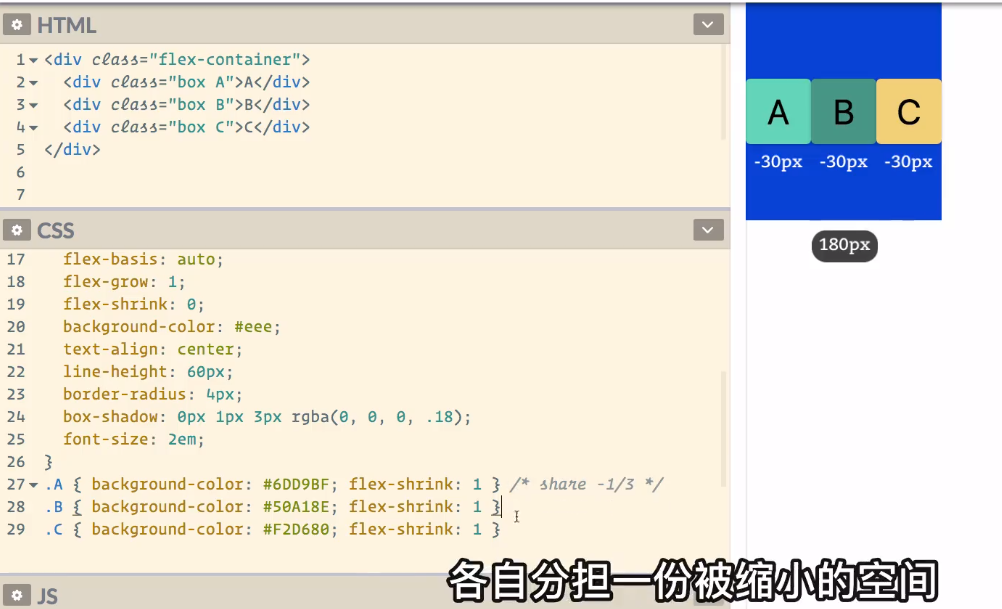 HTML
1 <div class="flex-container">
2 <div class="box A">A</div>
3 <div class="box B">B</div>
4 <div class="box C">C</div>
5 </div>
6
7
CSS
17 flex-basis: auto;
18 flex-grow: 1;
19 flex-shrink: 0;
20 background-color: #eee;
21 text-align: center;
22 line-height: 60px;
23 border-radius: 4px;
24 box-shadow: 0px 1px 3px rgba(0, 0, 0, .18);
25 font-size: 2em;
26 }
27 .A { background-color: #6DD9BF; flex-shrink: 1 } /* share -1/3 */
28 .B { background-color: #50A18E; flex-shrink: 1 }
29 .C { background-color: #F2D680; flex-shrink: 1 }
JS
A B C
-30px -30px -30px
180px
各自分担一份被缩小的空间